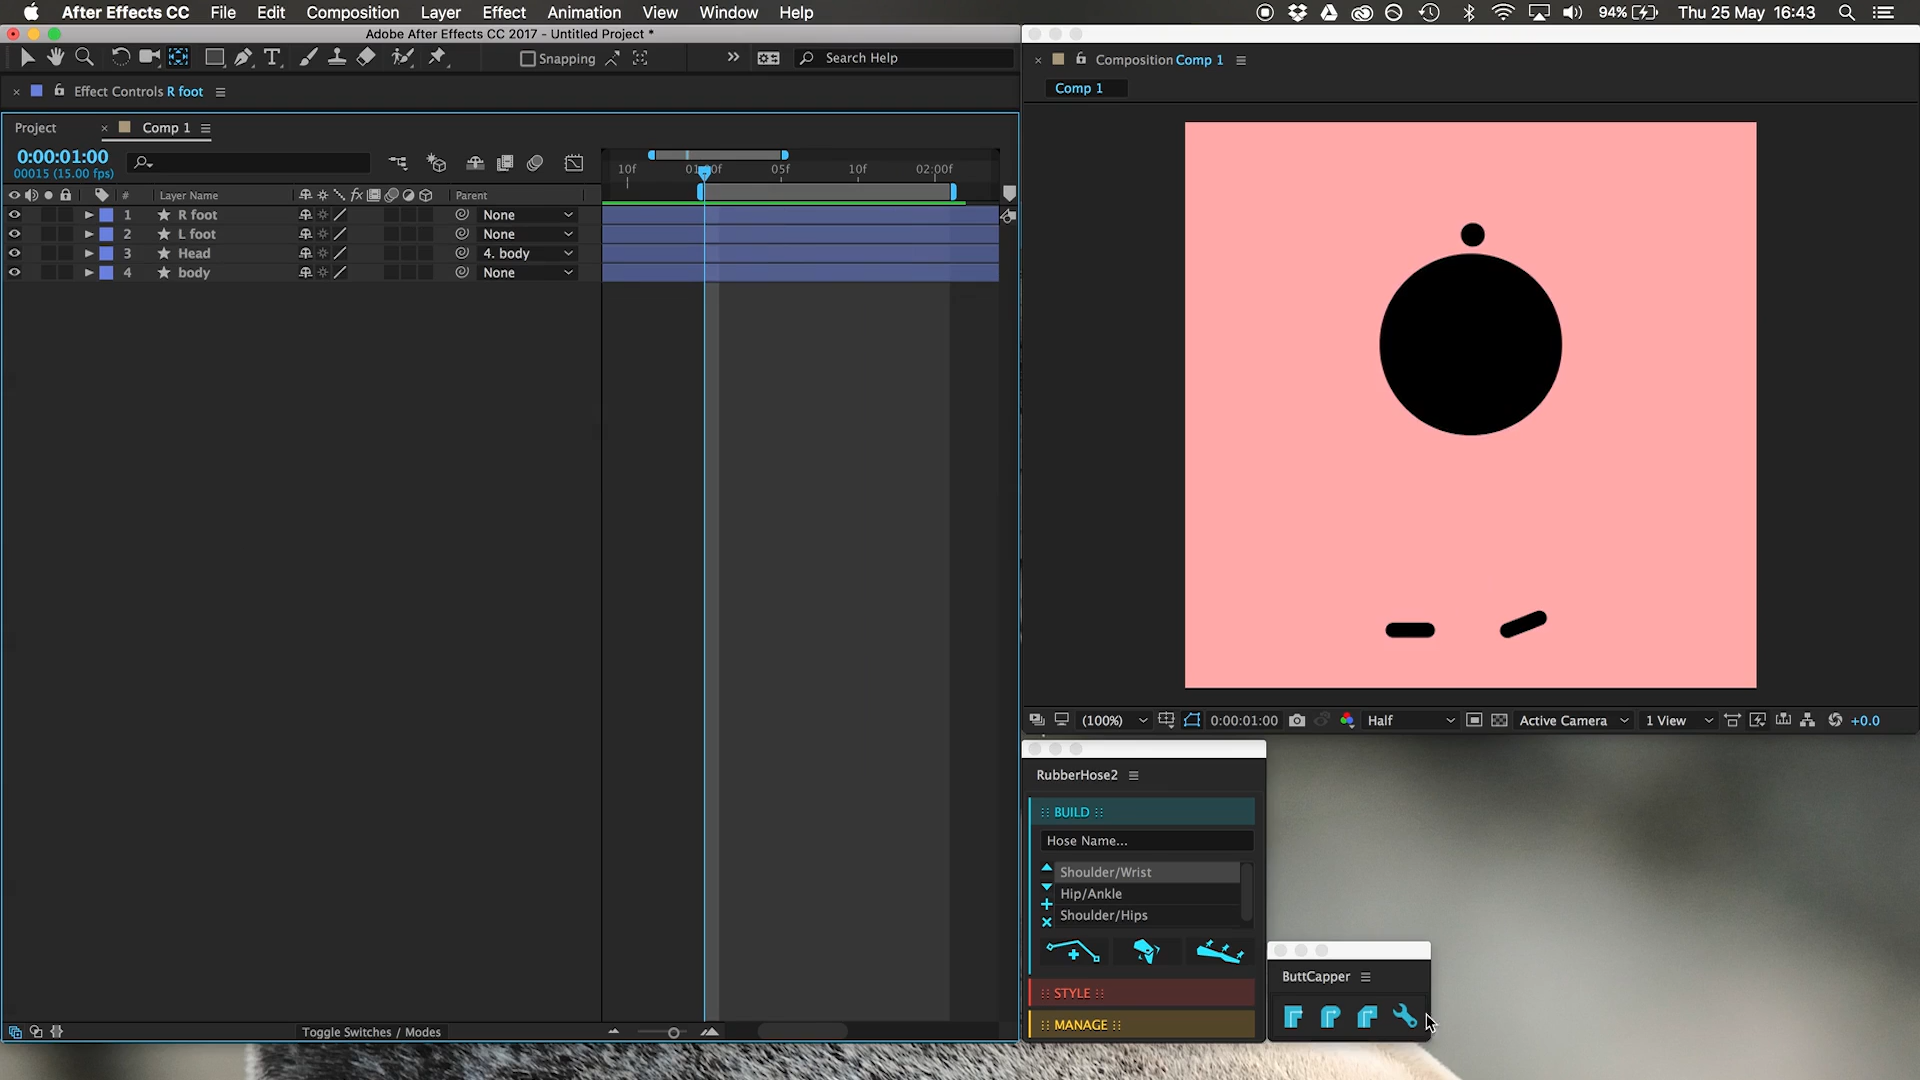 After Effects CC File Edit Composition Layer Effect Animation View Window Help 94% Thu 25 May 16:43
Adobe After Effects CC 2017 - Untitled Project *
Snapping Search Help
Effect Controls R foot
Project Comp 1
0:00:01:00
00015 (15.00 fps)
10f 01:00f 05f 10f 02:00f
# Layer Name fx Parent
1 R foot None
2 L foot None
3 Head 4. body
4 body None
Toggle Switches / Modes
Composition Comp 1
Comp 1
(100%) 0:00:01:00 Half Active Camera 1 View +0.0
RubberHose2
:: BUILD ::
Hose Name...
Shoulder/Wrist
Hip/Ankle
Shoulder/Hips
:: STYLE ::
:: MANAGE ::
ButtCapper